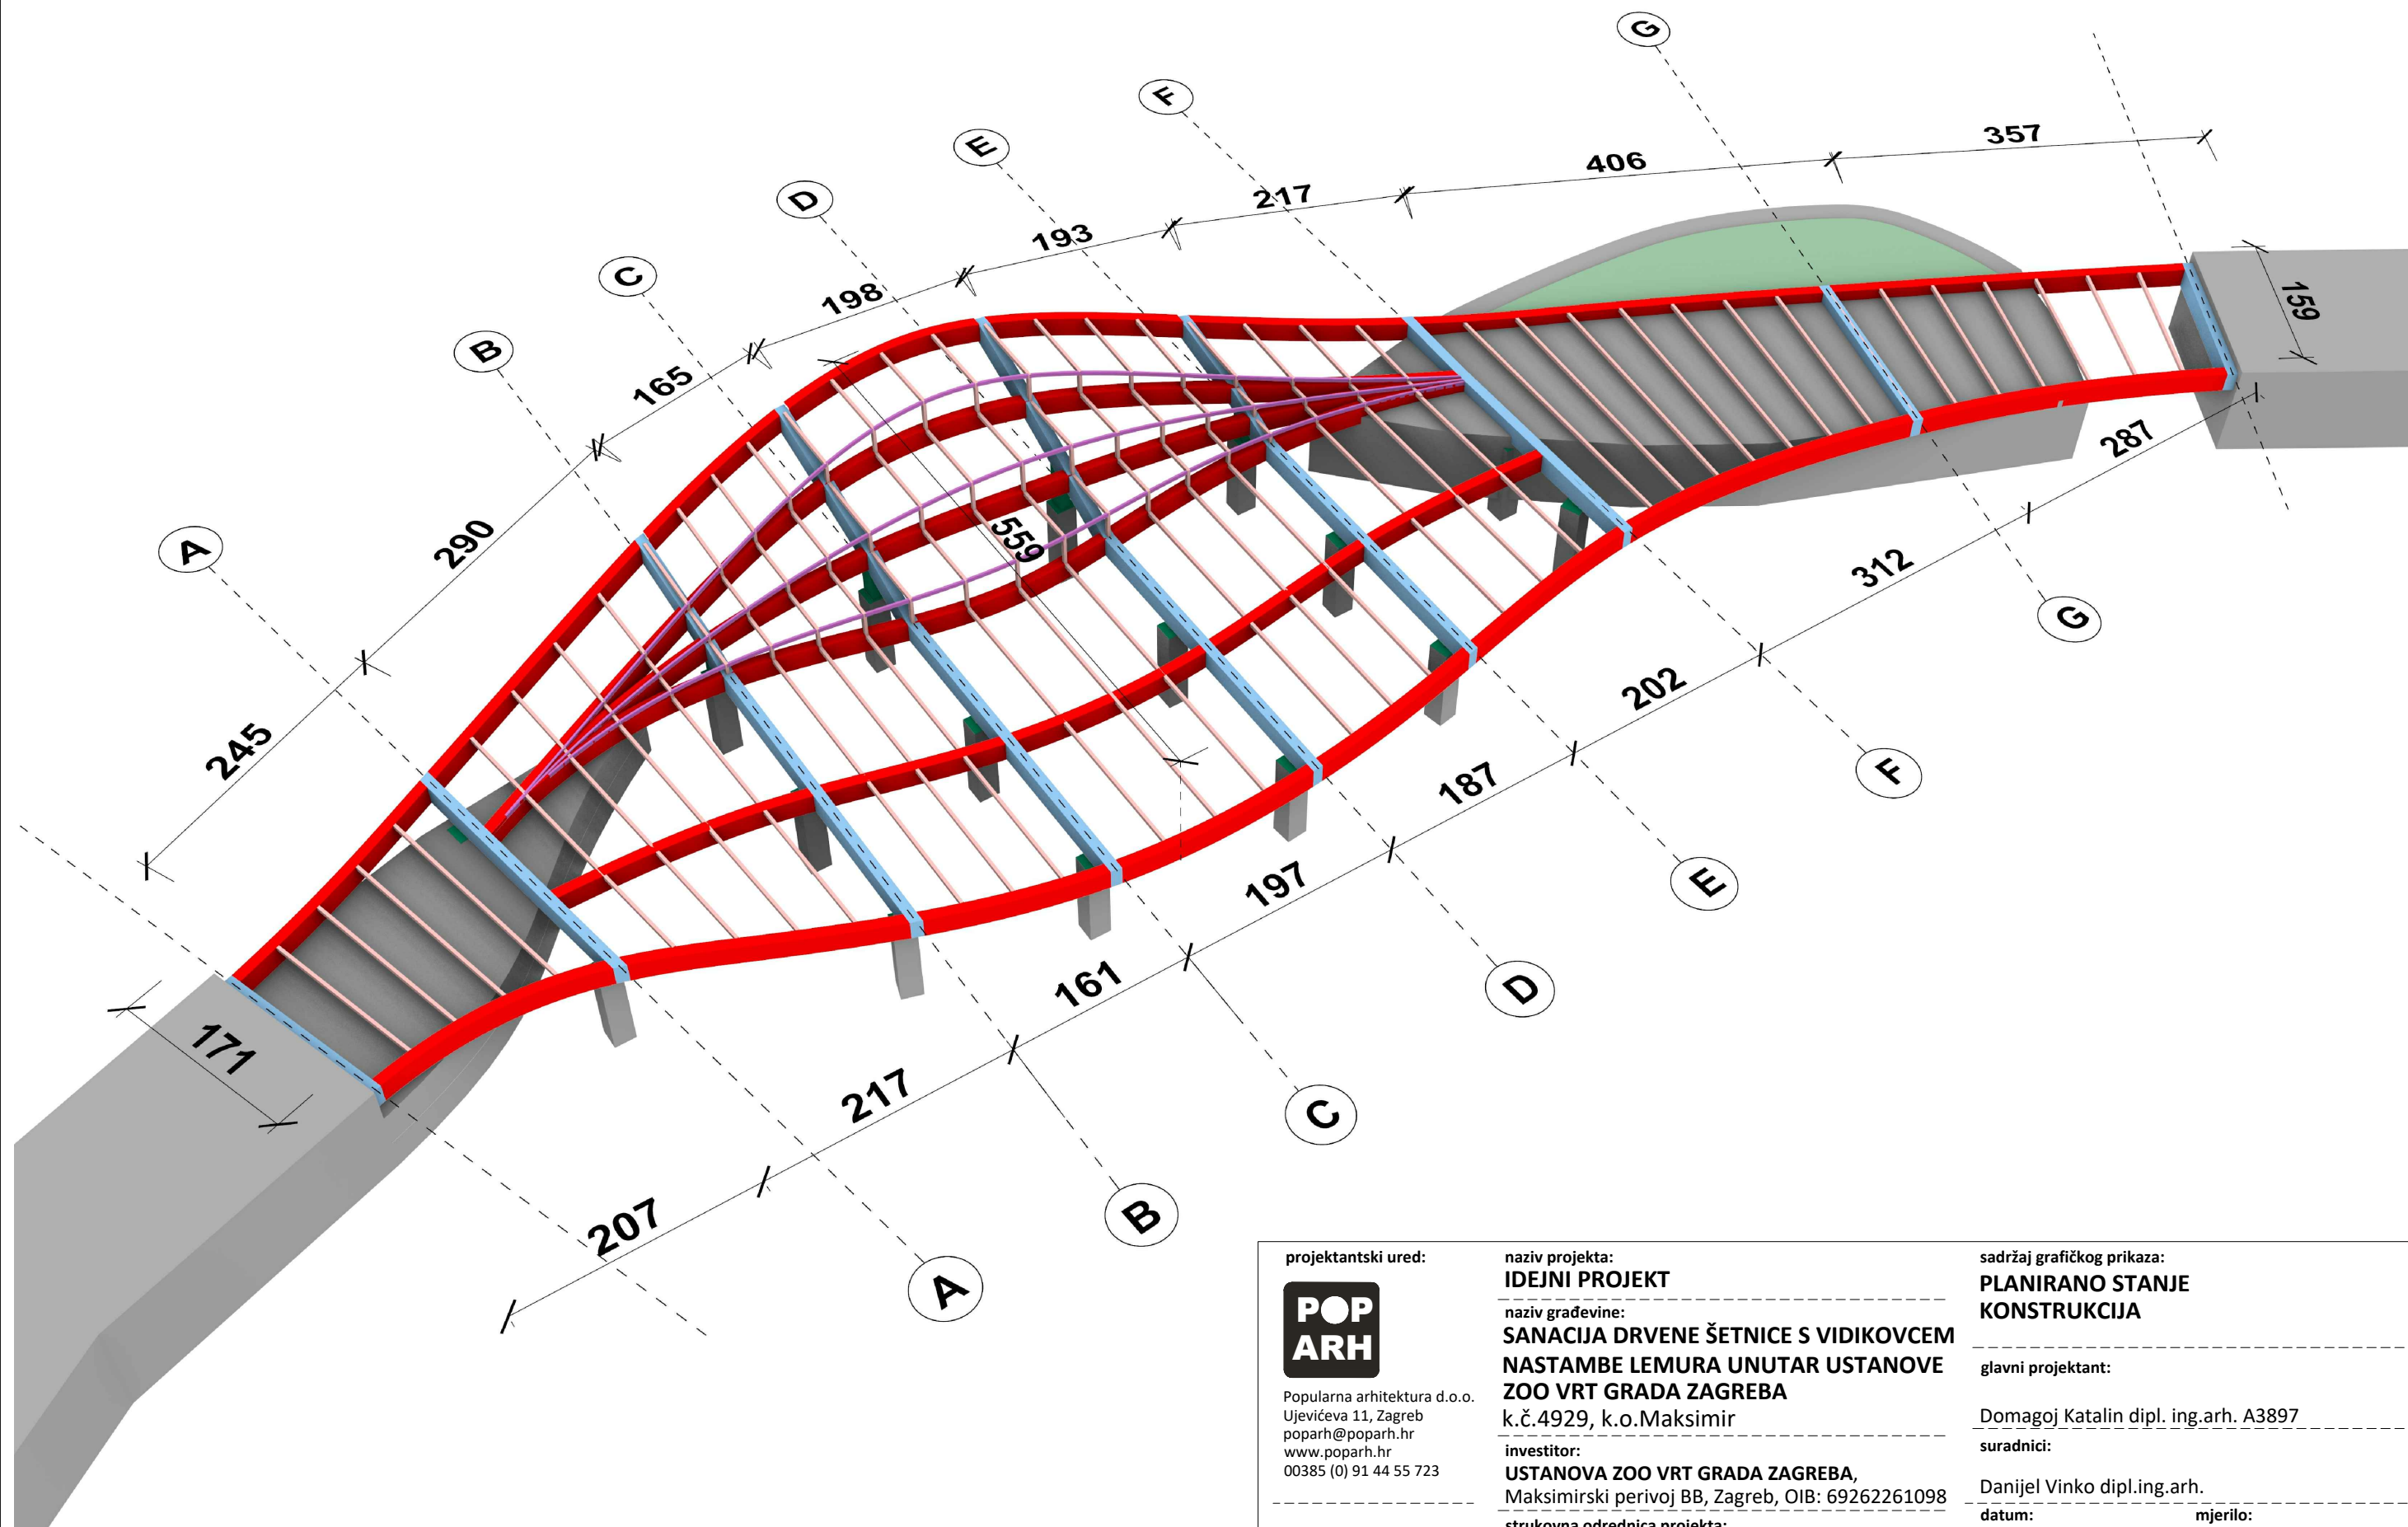 G
F
E
D
C
B
A
357
406
217
193
198
165
290
245
159
287
312
202
187
197
161
217
207
171
559
G
F
E
D
C
B
A
projektantski ured:
POP
ARH
Popularna arhitektura d.o.o.
Ujevićeva 11, Zagreb
poparh@poparh.hr
www.poparh.hr
00385 (0) 91 44 55 723
naziv projekta:
IDEJNI PROJEKT
naziv građevine:
SANACIJA DRVENE ŠETNICE S VIDIKOVCEM
NASTAMBE LEMURA UNUTAR USTANOVE
ZOO VRT GRADA ZAGREBA
k.č.4929, k.o.Maksimir
investitor:
USTANOVA ZOO VRT GRADA ZAGREBA,
Maksimirski perivoj BB, Zagreb, OIB: 69262261098
strukovna odrednica projekta:
sadržaj grafičkog prikaza:
PLANIRANO STANJE
KONSTRUKCIJA
glavni projektant:
Domagoj Katalin dipl. ing.arh. A3897
suradnici:
Danijel Vinko dipl.ing.arh.
datum: mjerilo: